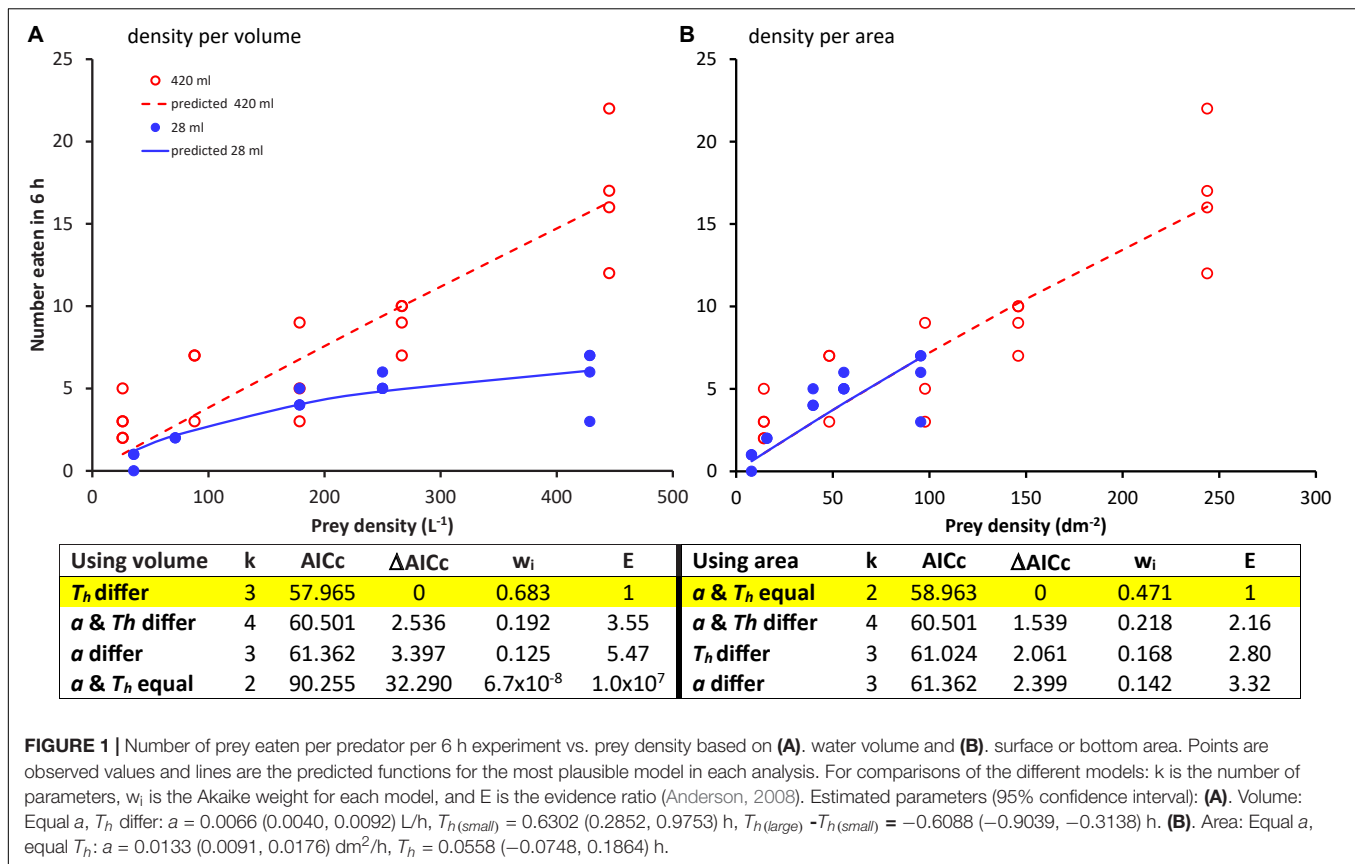 A density per volume
25
20
15
10
5
0
Number eaten in 6 h
420 ml
predicted 420 ml
28 ml
predicted 28 ml
0 100 200 300 400 500
Prey density (L-1)
B density per area
25
20
15
10
5
0
0 50 100 150 200 250 300
Prey density (dm-2)
Using volume k AICc ΔAICc wi E
Th differ 3 57.965 0 0.683 1
a & Th differ 4 60.501 2.536 0.192 3.55
a differ 3 61.362 3.397 0.125 5.47
a & Th equal 2 90.255 32.290 6.7x10-8 1.0x107
Using area k AICc ΔAICc wi E
a & Th equal 2 58.963 0 0.471 1
a & Th differ 4 60.501 1.539 0.218 2.16
Th differ 3 61.024 2.061 0.168 2.80
a differ 3 61.362 2.399 0.142 3.32
FIGURE 1 | Number of prey eaten per predator per 6 h experiment vs. prey density based on (A). water volume and (B). surface or bottom area. Points are
observed values and lines are the predicted functions for the most plausible model in each analysis. For comparisons of the different models: k is the number of
parameters, wi is the Akaike weight for each model, and E is the evidence ratio (Anderson, 2008). Estimated parameters (95% confidence interval): (A). Volume:
Equal a, Th differ: a = 0.0066 (0.0040, 0.0092) L/h, Th(small) = 0.6302 (0.2852, 0.9753) h, Th(large) -Th(small) = −0.6088 (−0.9039, −0.3138) h. (B). Area: Equal a,
equal Th: a = 0.0133 (0.0091, 0.0176) dm2/h, Th = 0.0558 (−0.0748, 0.1864) h.